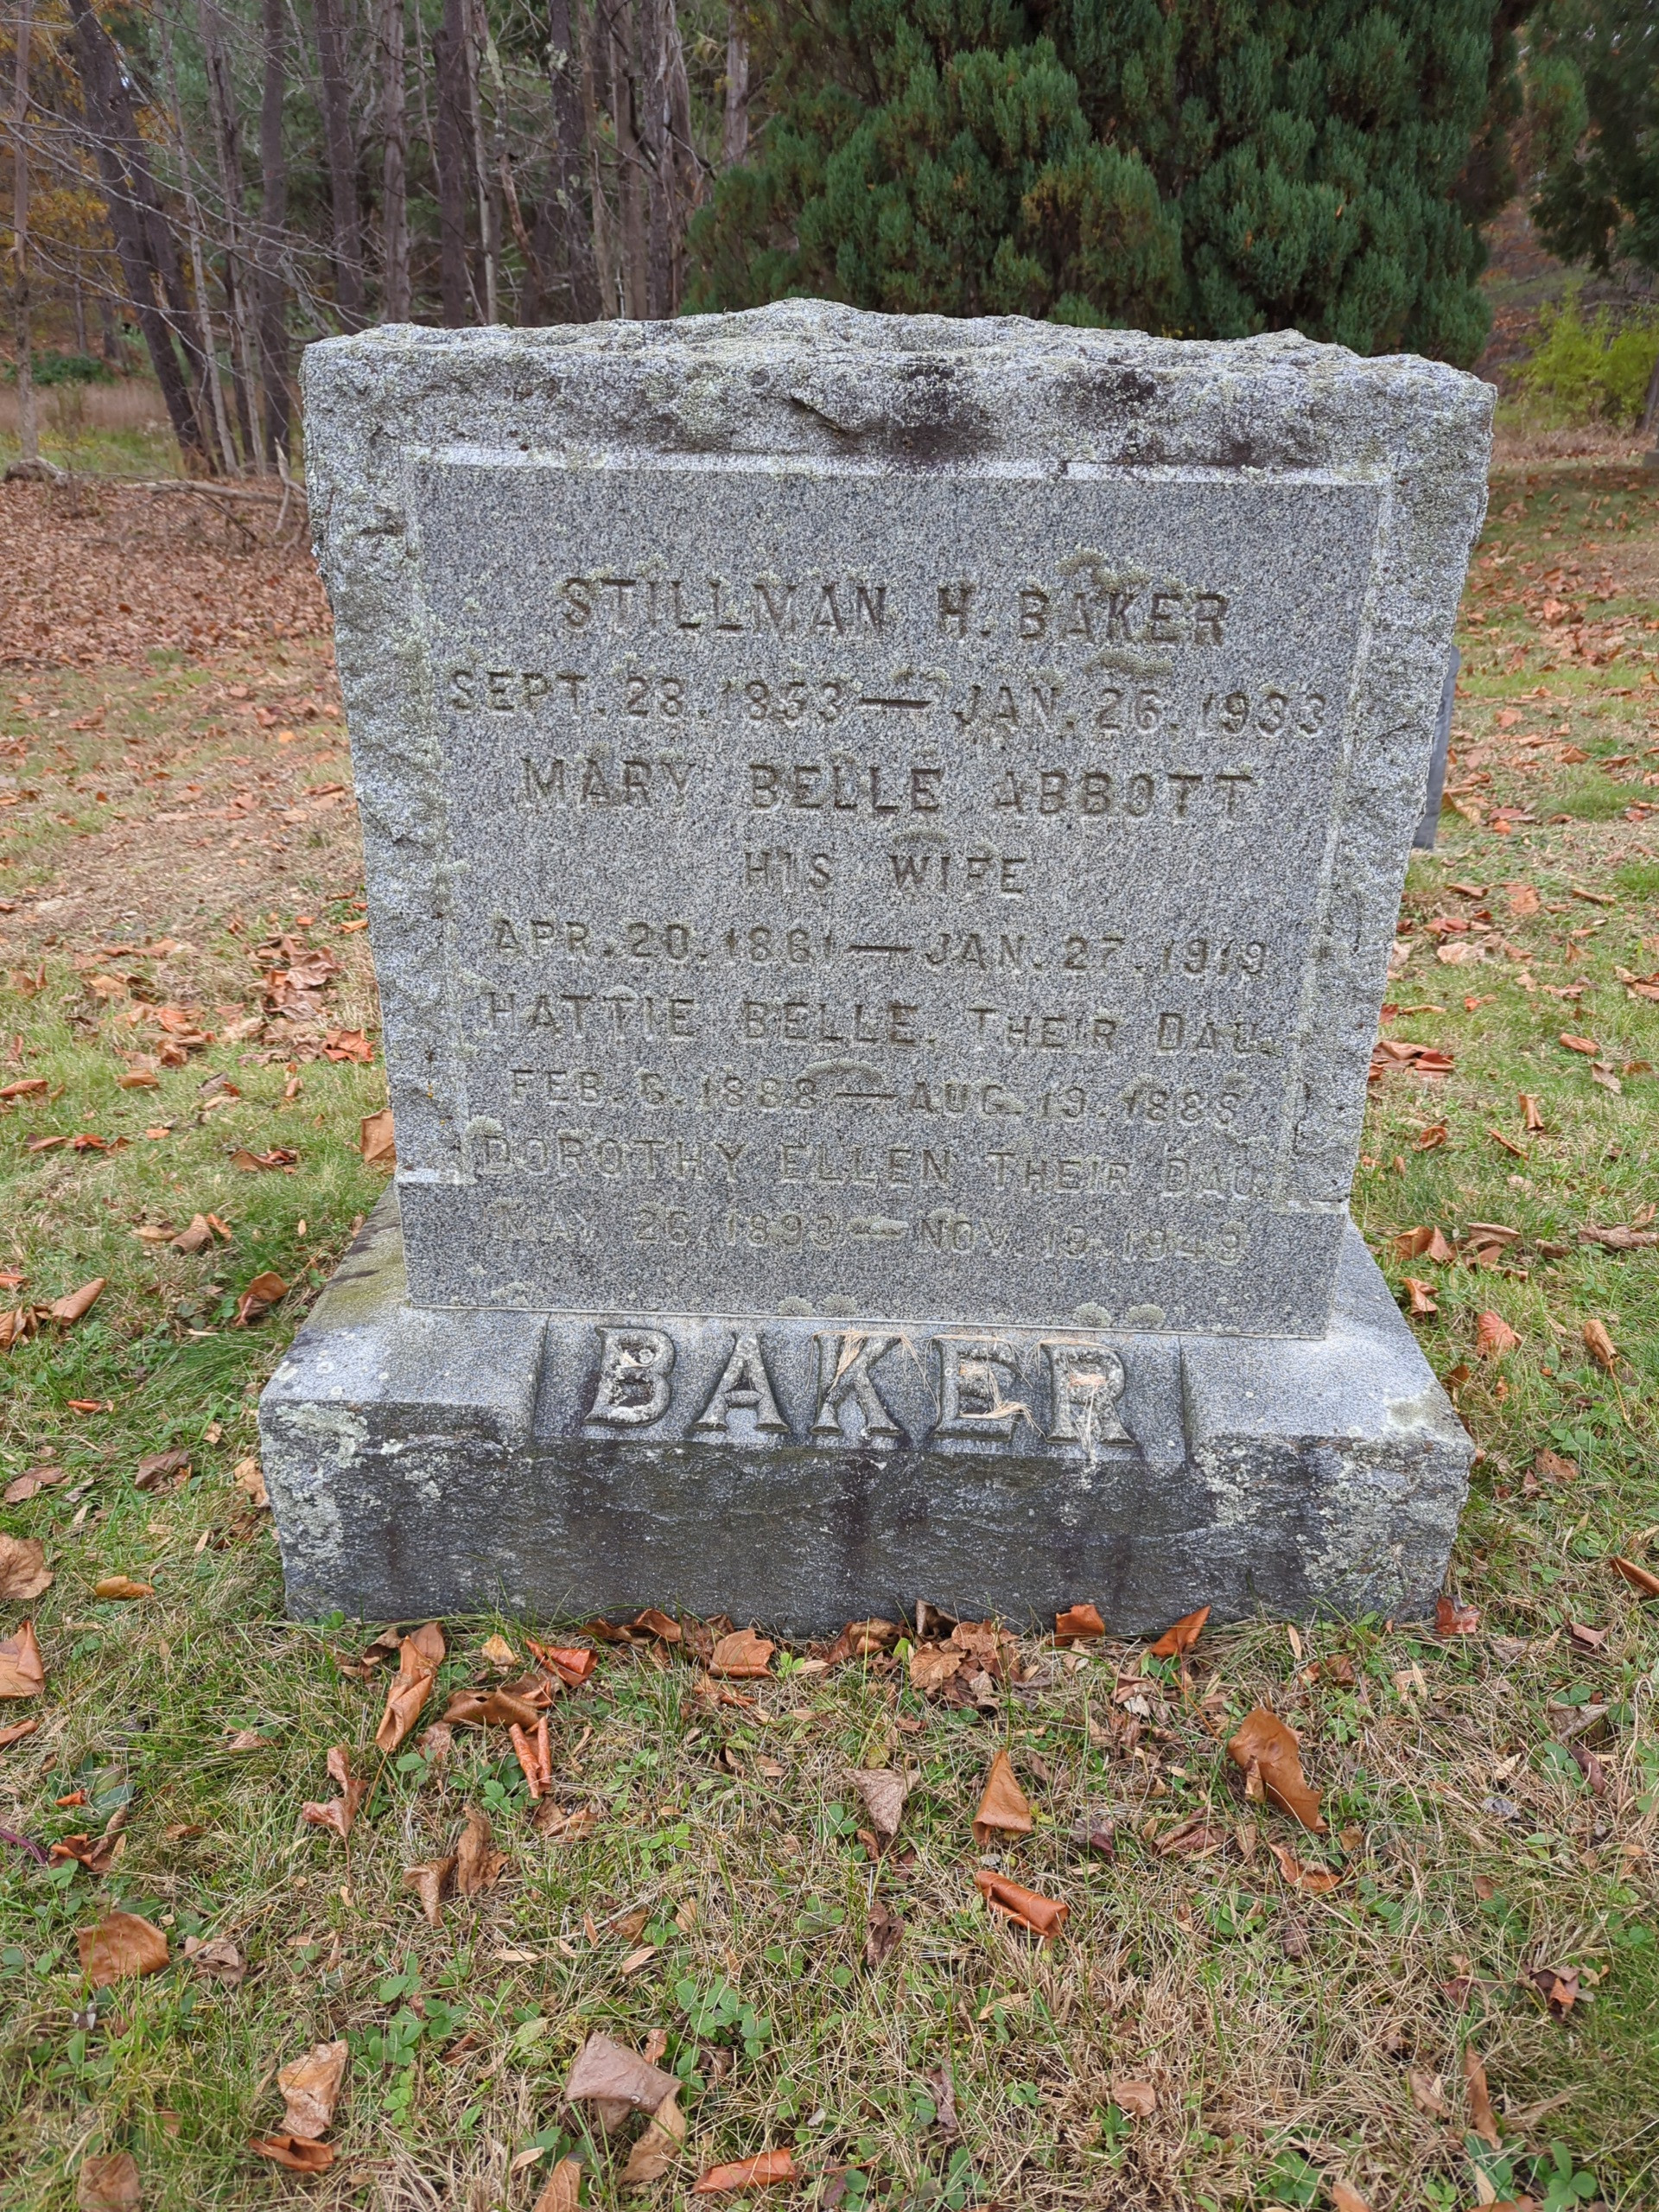 STILLMAN H. BAKER
SEPT. 28. 1853 — JAN. 26. 1933
MARY BELLE ABBOTT
HIS WIFE
APR. 20. 1861 — JAN. 27. 1919
HATTIE BELLE, THEIR DAU.
FEB. 6. 1888 — AUG. 19. 1888
DOROTHY ELLEN THEIR DAU.
MAY 26. 1893 — NOV. 19. 1949
BAKER